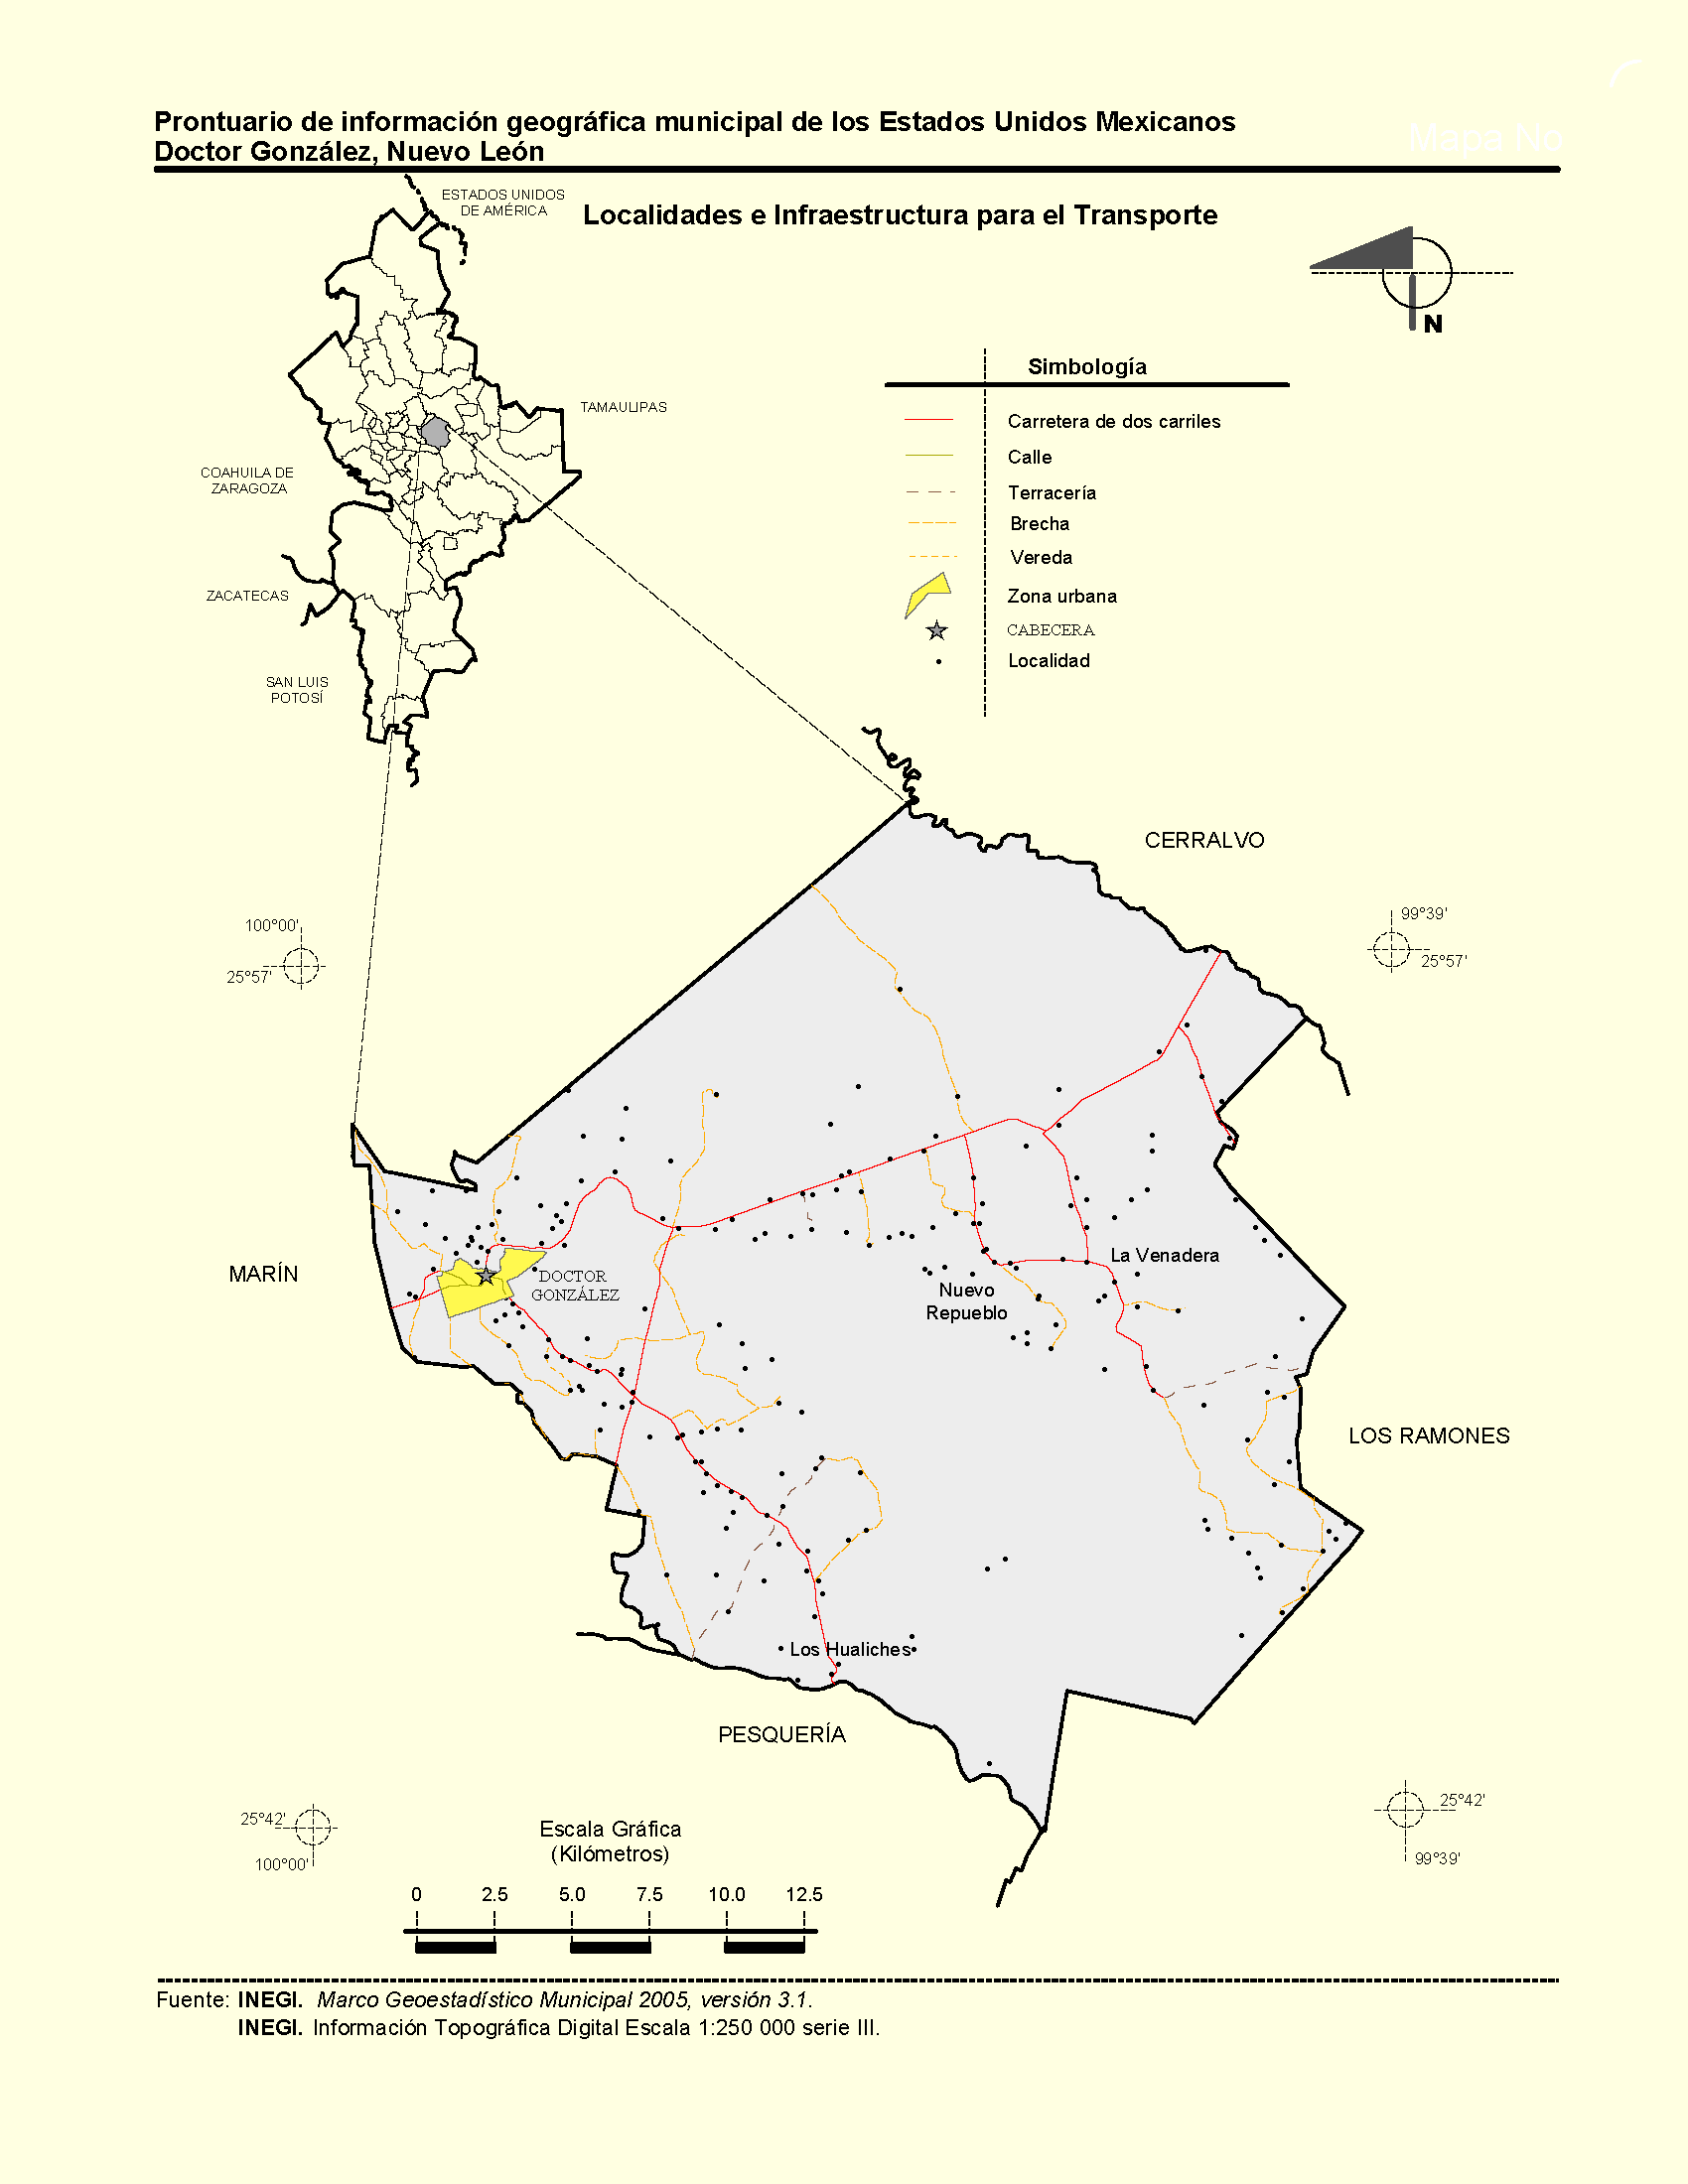 Prontuario de información geográfica municipal de los Estados Unidos Mexicanos
Doctor González, Nuevo León
Mapa No
Localidades e Infraestructura para el Transporte
ESTADOS UNIDOS
DE AMÉRICA
N
Simbología
Carretera de dos carriles
Calle
Terracería
Brecha
Vereda
Zona urbana
CABECERA
Localidad
TAMAULIPAS
COAHUILA DE
ZARAGOZA
ZACATECAS
SAN LUIS
POTOSÍ
CERRALVO
100°00'
25°57'
99°39'
25°57'
MARÍN
DOCTOR
GONZÁLEZ
La Venadera
Nuevo
Repueblo
LOS RAMONES
Los Hualiches
PESQUERÍA
25°42'
100°00'
25°42'
99°39'
Escala Gráfica
(Kilómetros)
0 2.5 5.0 7.5 10.0 12.5
Fuente: INEGI. Marco Geoestadístico Municipal 2005, versión 3.1.
INEGI. Información Topográfica Digital Escala 1:250 000 serie III.